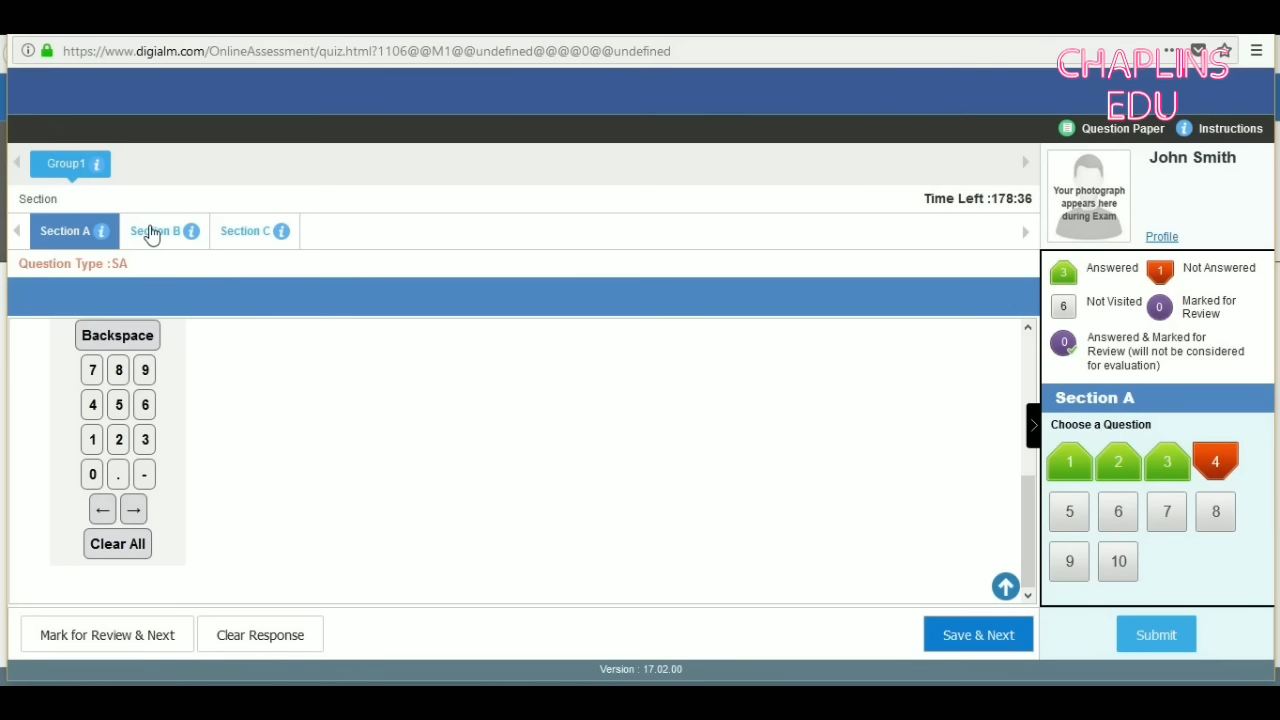 https://www.digialm.com/OnlineAssessment/quiz.html?1106@@M1@@undefined@@@@0@@undefined
CHAPLINS
EDU
Question Paper
Instructions
Group1
John Smith
Your photograph
appears here
during Exam
Profile
Section
Time Left :178:36
Section A
Section B
Section C
Question Type :SA
3 Answered
1 Not Answered
6 Not Visited
0 Marked for
Review
0 Answered & Marked for
Review (will not be considered
for evaluation)
Section A
Choose a Question
1 2 3 4
5 6 7 8
9 10
Backspace
7 8 9
4 5 6
1 2 3
0 . -
← →
Clear All
Mark for Review & Next
Clear Response
Save & Next
Submit
Version : 17.02.00